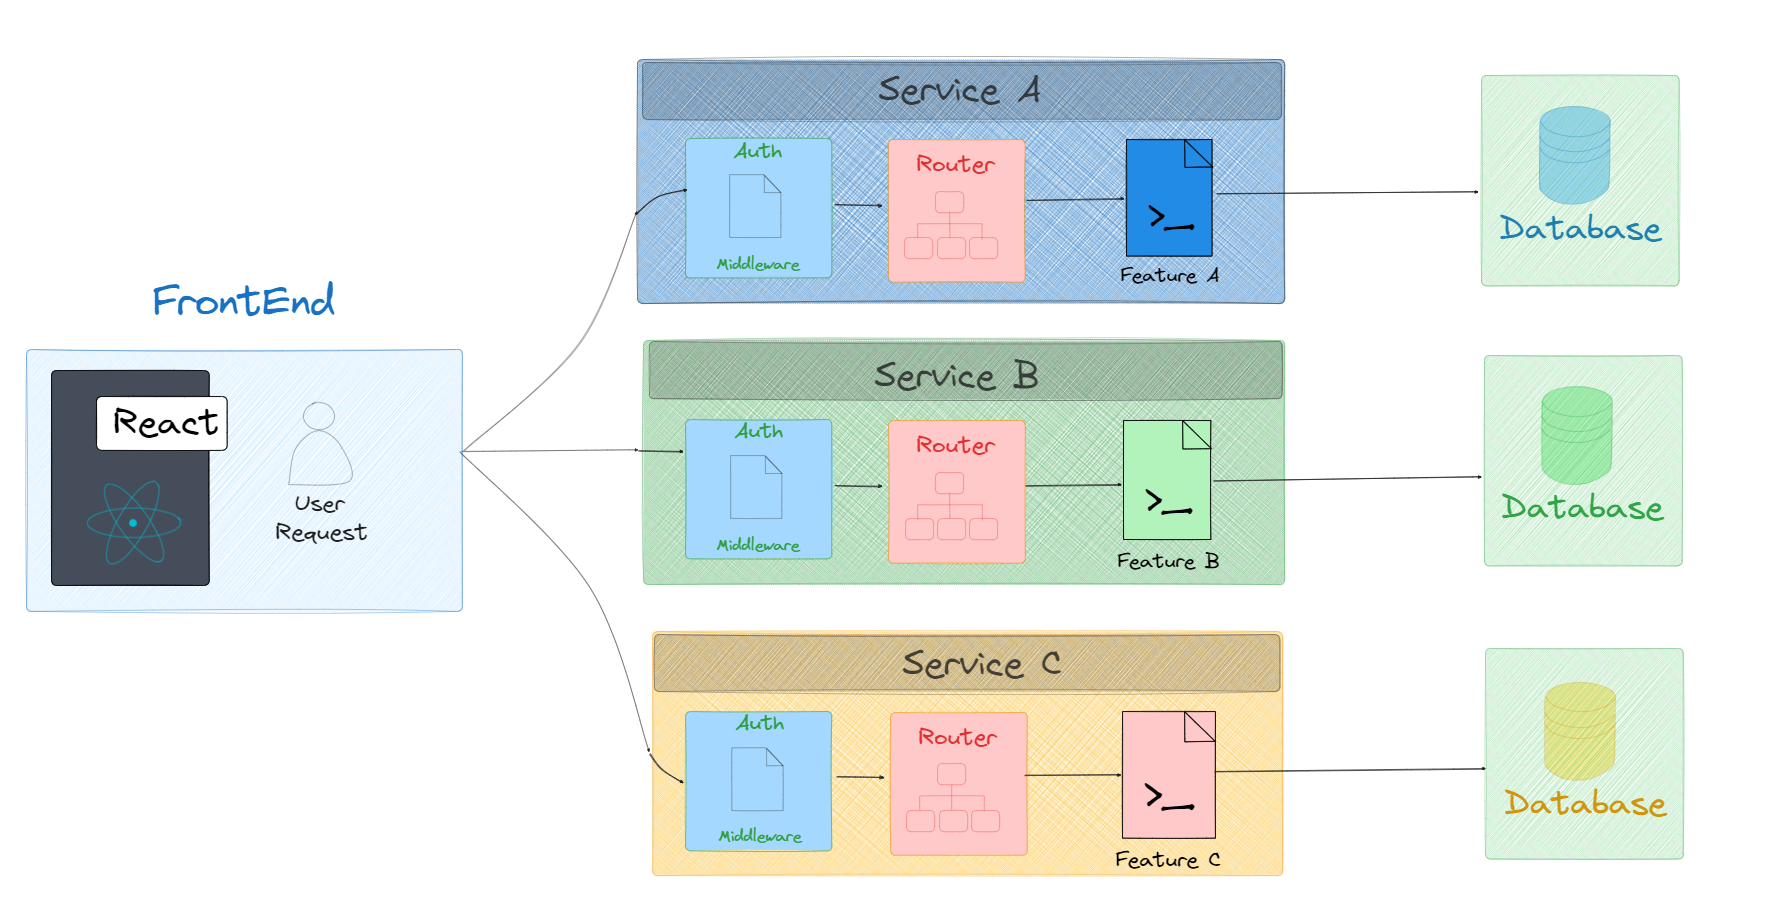 FrontEnd
React
User
Request
Service A
Auth
Middleware
Router
Feature A
Database
Service B
Auth
Middleware
Router
Feature B
Database
Service C
Auth
Middleware
Router
Feature C
Database